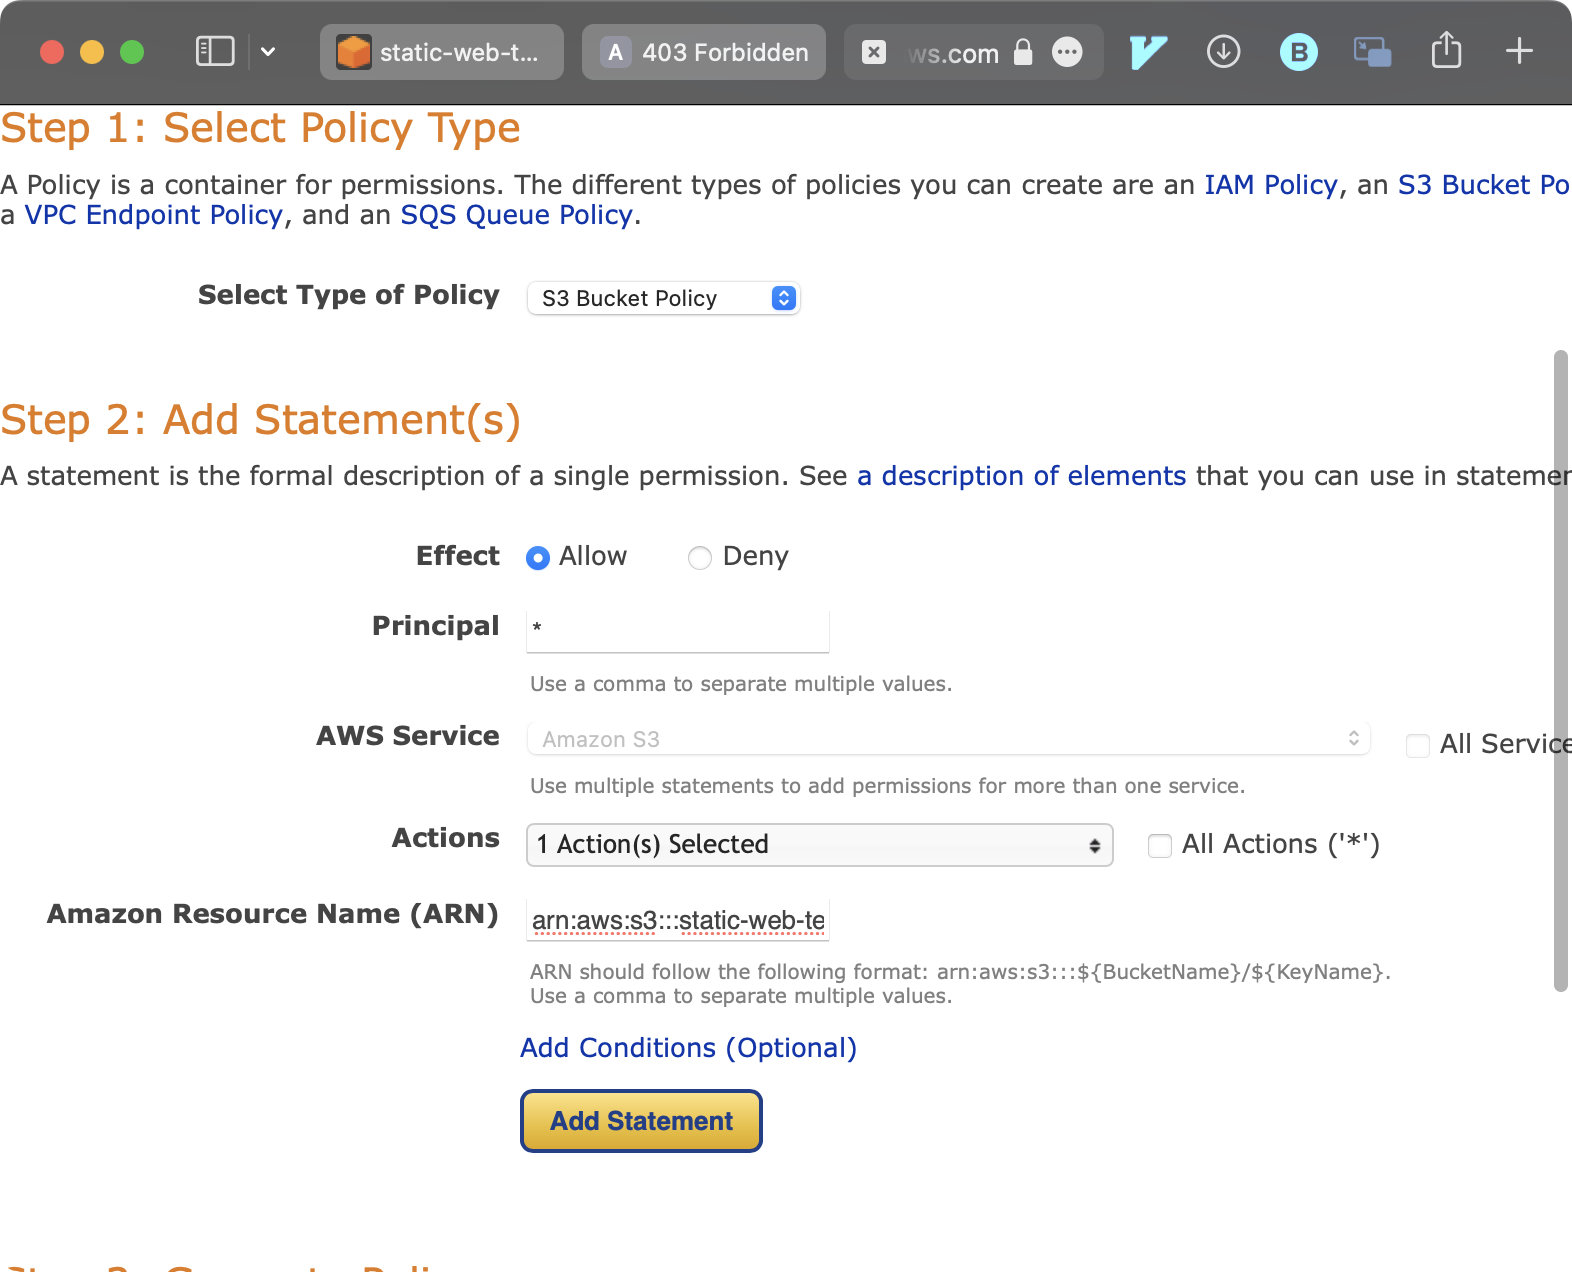 static-web-t...
A 403 Forbidden
ws.com
B
Step 1: Select Policy Type
A Policy is a container for permissions. The different types of policies you can create are an IAM Policy, an S3 Bucket Po
a VPC Endpoint Policy, and an SQS Queue Policy.
Select Type of Policy S3 Bucket Policy
Step 2: Add Statement(s)
A statement is the formal description of a single permission. See a description of elements that you can use in statemen
Effect Allow Deny
Principal *
Use a comma to separate multiple values.
AWS Service Amazon S3 All Service
Use multiple statements to add permissions for more than one service.
Actions 1 Action(s) Selected All Actions ('*')
Amazon Resource Name (ARN) arn:aws:s3:::static-web-te
ARN should follow the following format: arn:aws:s3:::${BucketName}/${KeyName}.
Use a comma to separate multiple values.
Add Conditions (Optional)
Add Statement